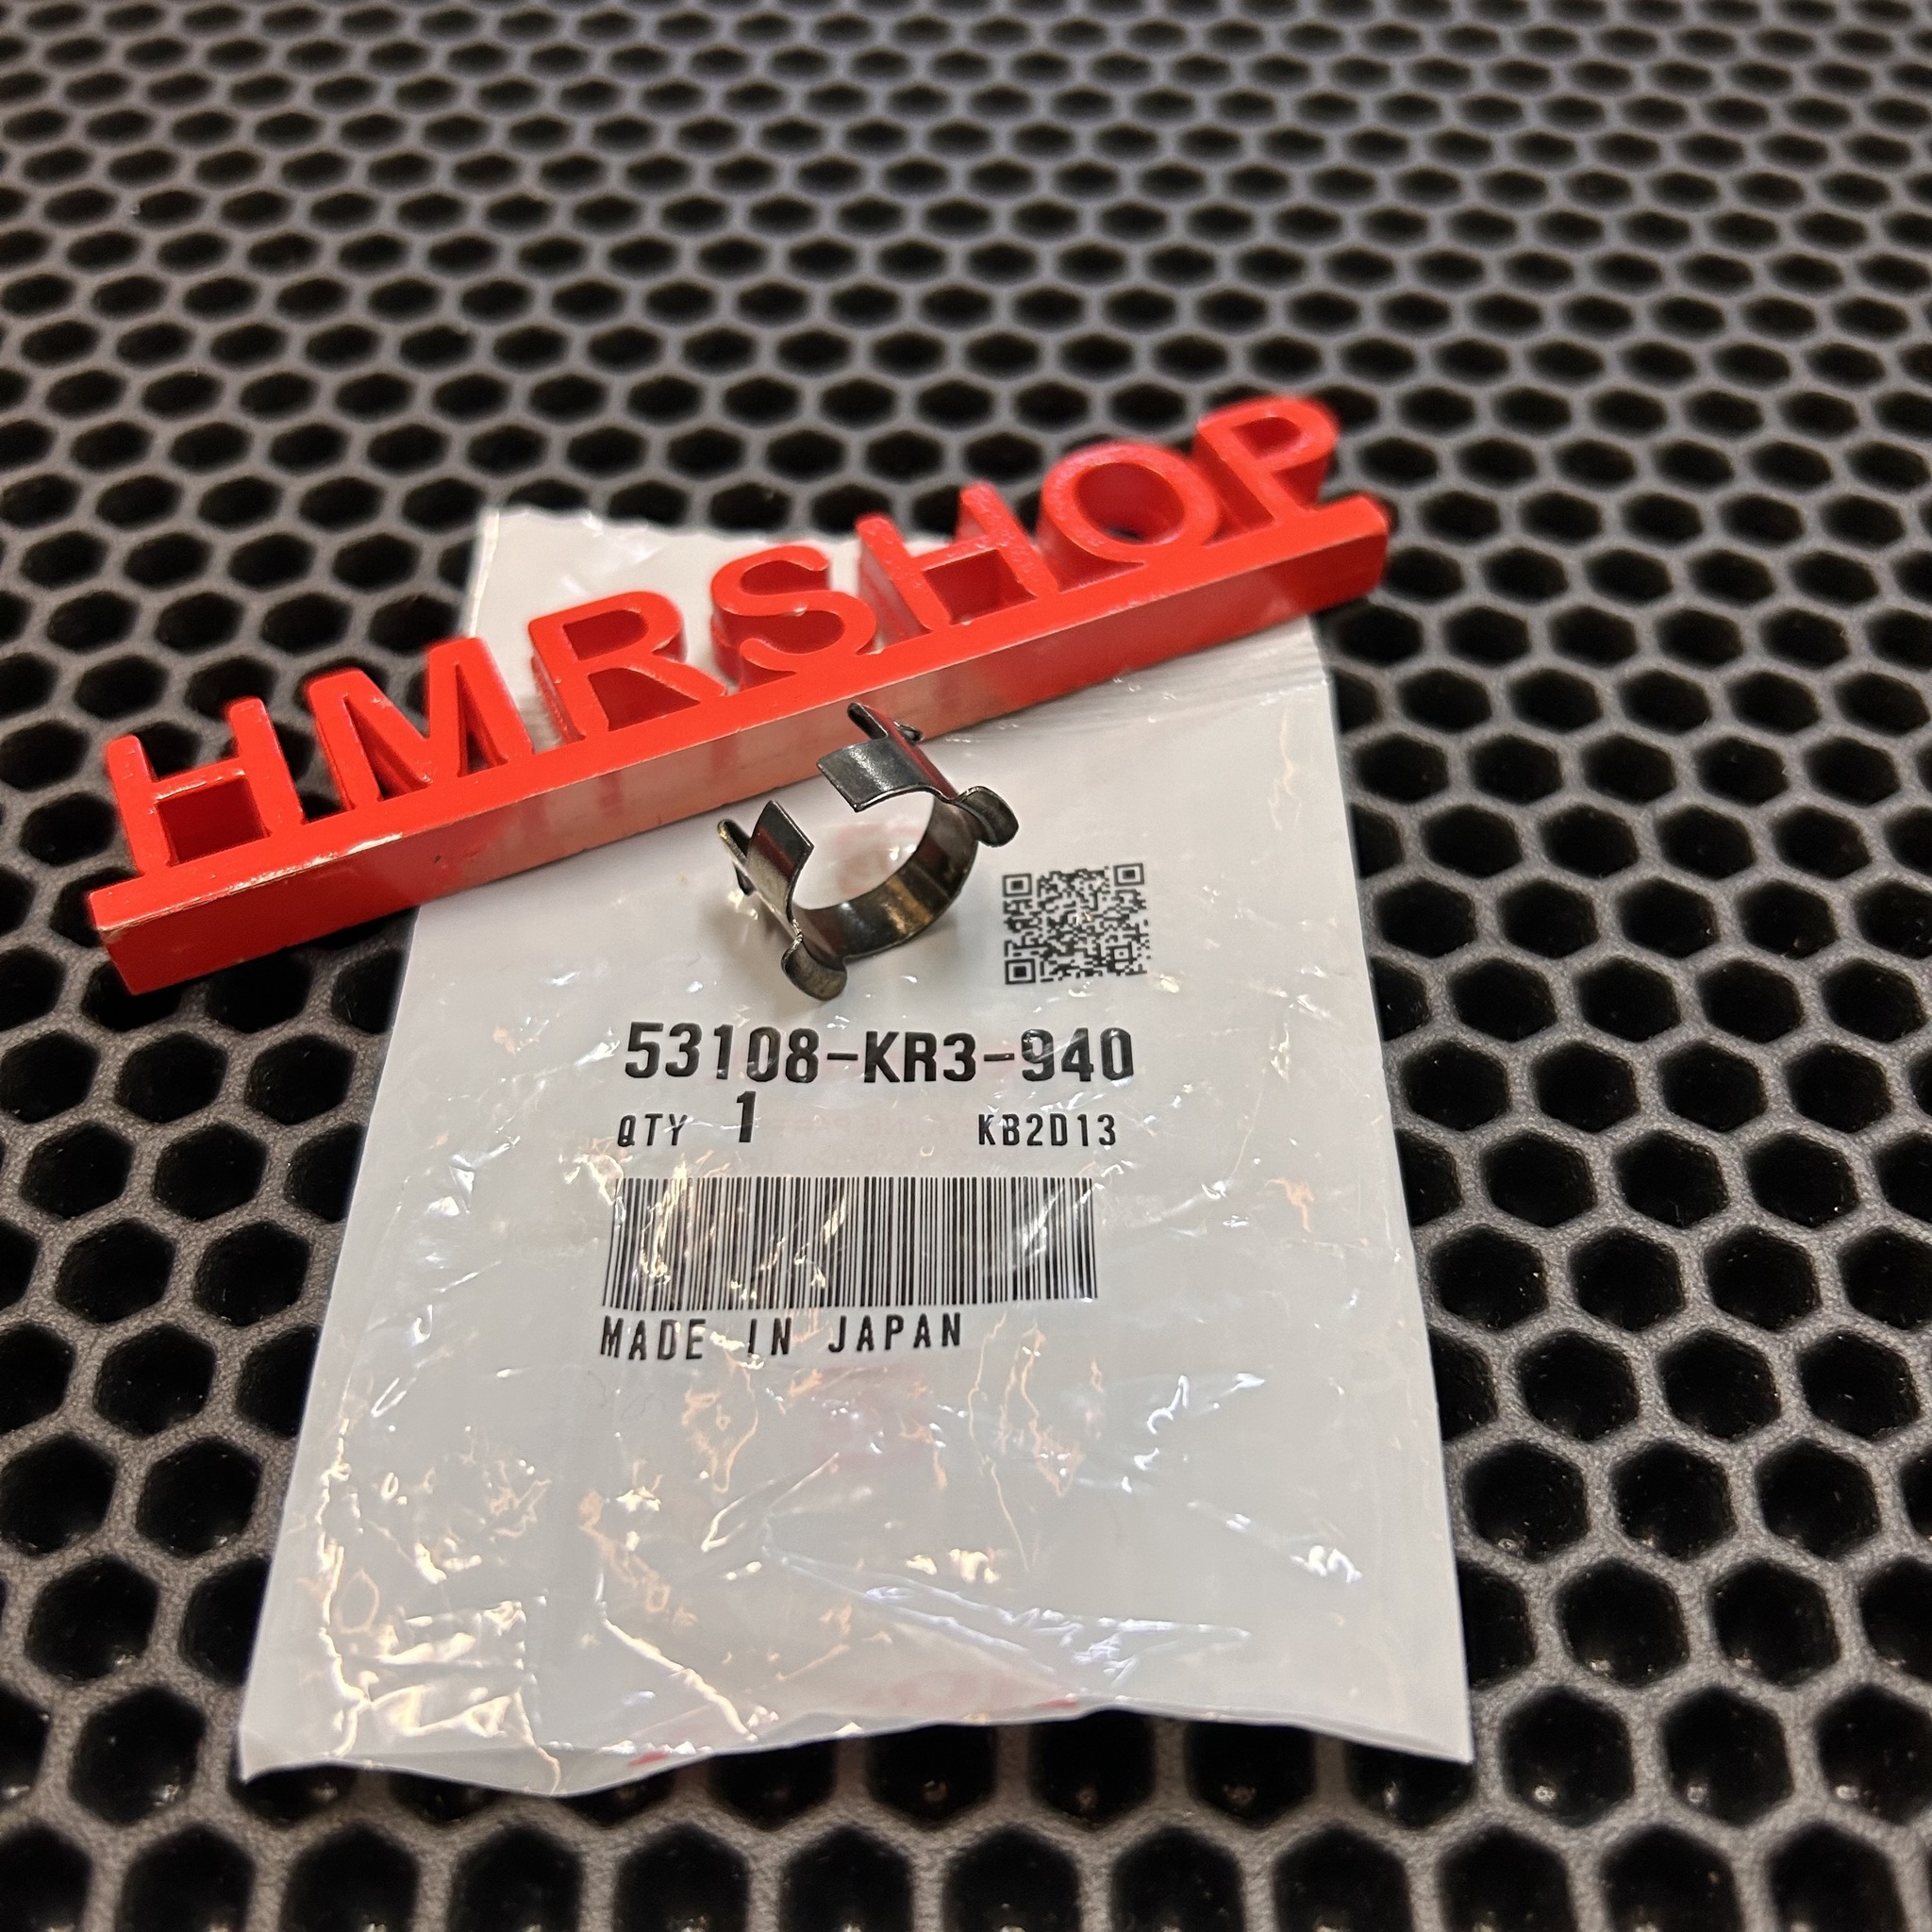 HMRSHOP
53108-KR3-940
QTY 1 KB2D13
MADE IN JAPAN